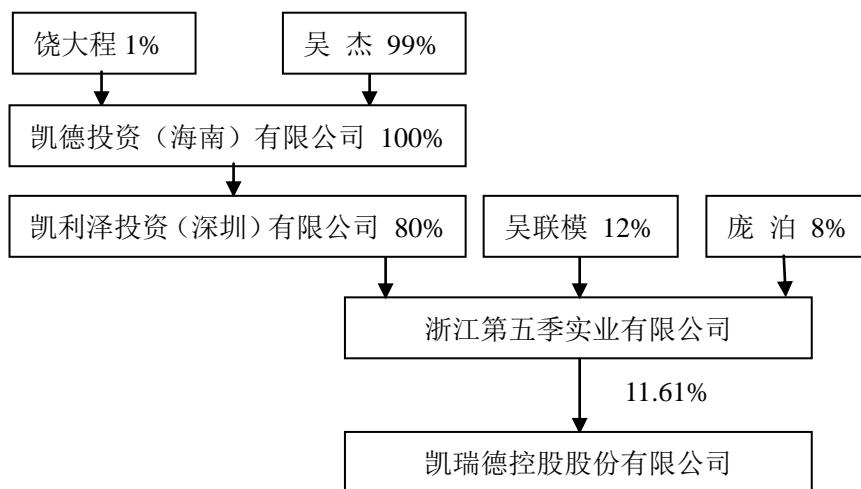 饶大程 1%
吴 杰 99%
凯德投资（海南）有限公司 100%
凯利泽投资（深圳）有限公司 80%
吴联模 12%
庞 泊 8%
浙江第五季实业有限公司
11.61%
凯瑞德控股股份有限公司